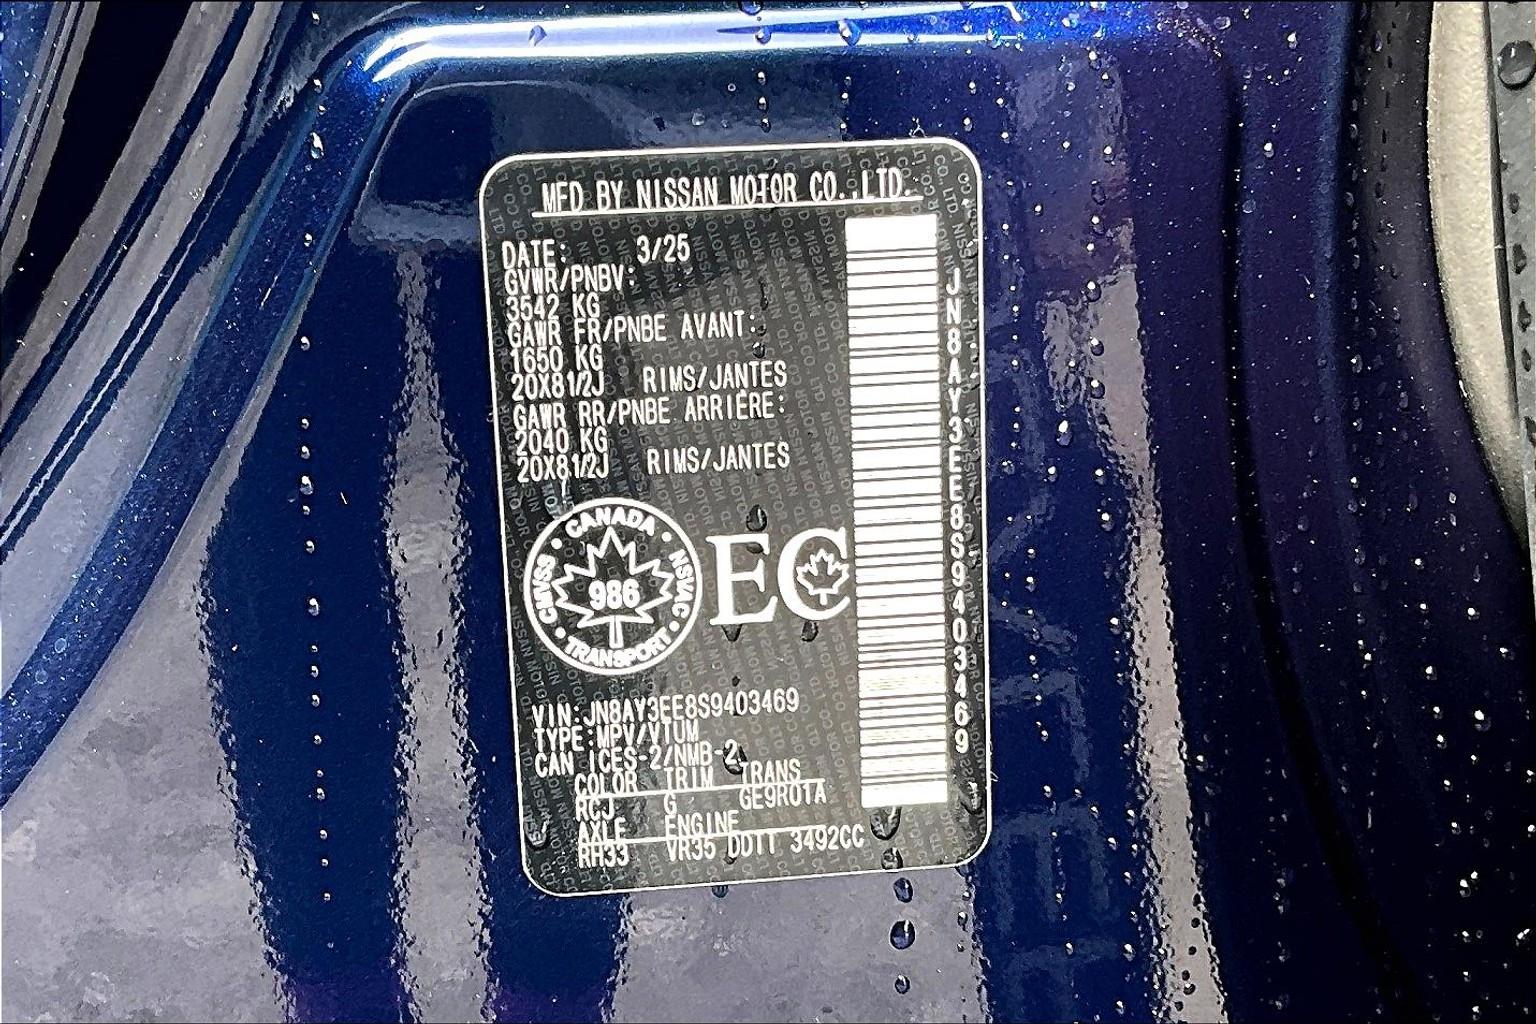 MFD BY NISSAN MOTOR CO.,LTD.
DATE: 3/25
GVWR/PNBV:
3542 KG
GAWR FR/PNBE AVANT:
1650 KG
20X81/2J RIMS/JANTES
GAWR RR/PNBE ARRIÈRE:
2040 KG
20X81/2J RIMS/JANTES
CANADA
CMVSS · NSVAC
986
TRANSPORT
EC
VIN:JN8AY3EE8S9403469
TYPE:MPV/VTUM
CAN ICES-2/NMB-2
COLOR TRIM TRANS
RCJ G GE9R01A
AXLE ENGINE
RH33 VR35 DDTT 3492CC
JN8AY3EE8S9403469